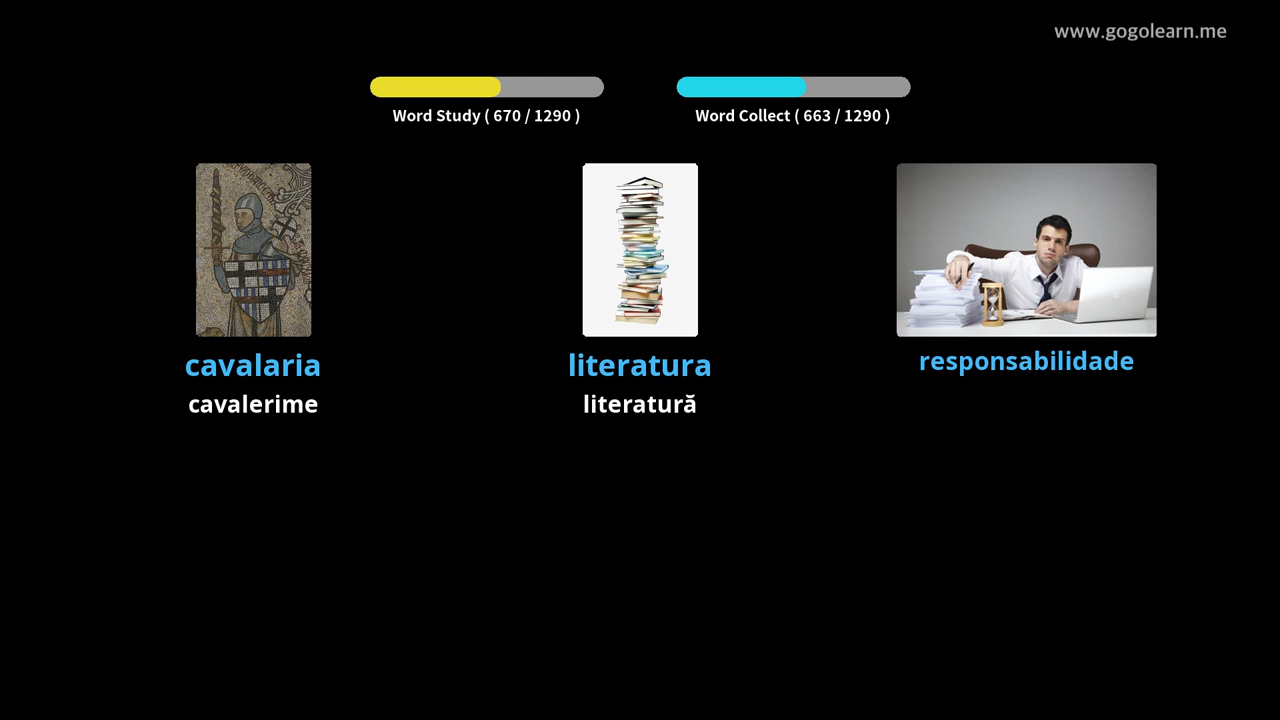 www.gogolearn.me
Word Study ( 670 / 1290 )
Word Collect ( 663 / 1290 )
cavalaria
literatura
responsabilidade
cavalerime
literatură